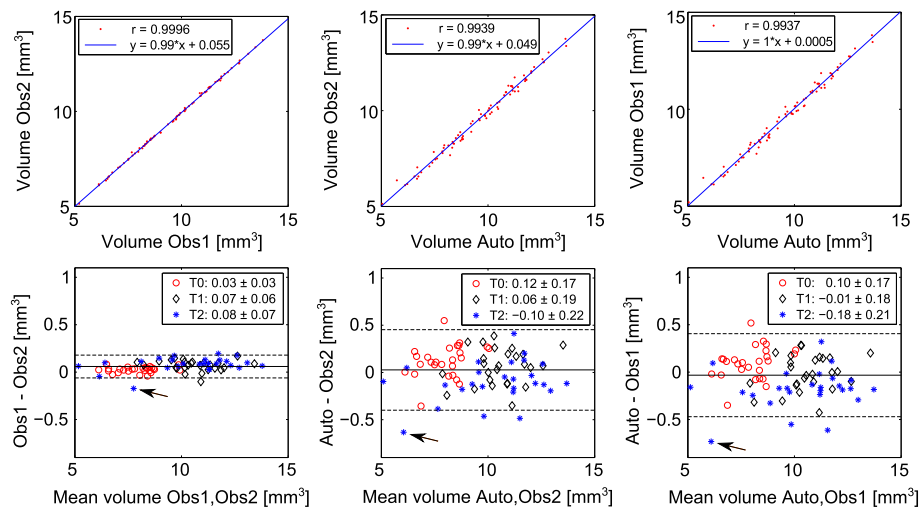 r = 0.9996
y = 0.99*x + 0.055
Volume Obs2 [mm³]
15
10
5
5
10
15
Volume Obs1 [mm³]
r = 0.9939
y = 0.99*x + 0.049
Volume Obs2 [mm³]
15
10
5
5
10
15
Volume Auto [mm³]
r = 0.9937
y = 1*x + 0.0005
Volume Obs1 [mm³]
15
10
5
5
10
15
Volume Auto [mm³]
T0: 0.03 ± 0.03
T1: 0.07 ± 0.06
T2: 0.08 ± 0.07
Obs1 - Obs2 [mm³]
1
0.5
0
−0.5
5
10
15
Mean volume Obs1,Obs2 [mm³]
T0: 0.12 ± 0.17
T1: 0.06 ± 0.19
T2: −0.10 ± 0.22
Auto - Obs2 [mm³]
1
0.5
0
−0.5
5
10
15
Mean volume Auto,Obs2 [mm³]
T0: 0.10 ± 0.17
T1: −0.01 ± 0.18
T2: −0.18 ± 0.21
Auto - Obs1 [mm³]
1
0.5
0
−0.5
5
10
15
Mean volume Auto,Obs1 [mm³]